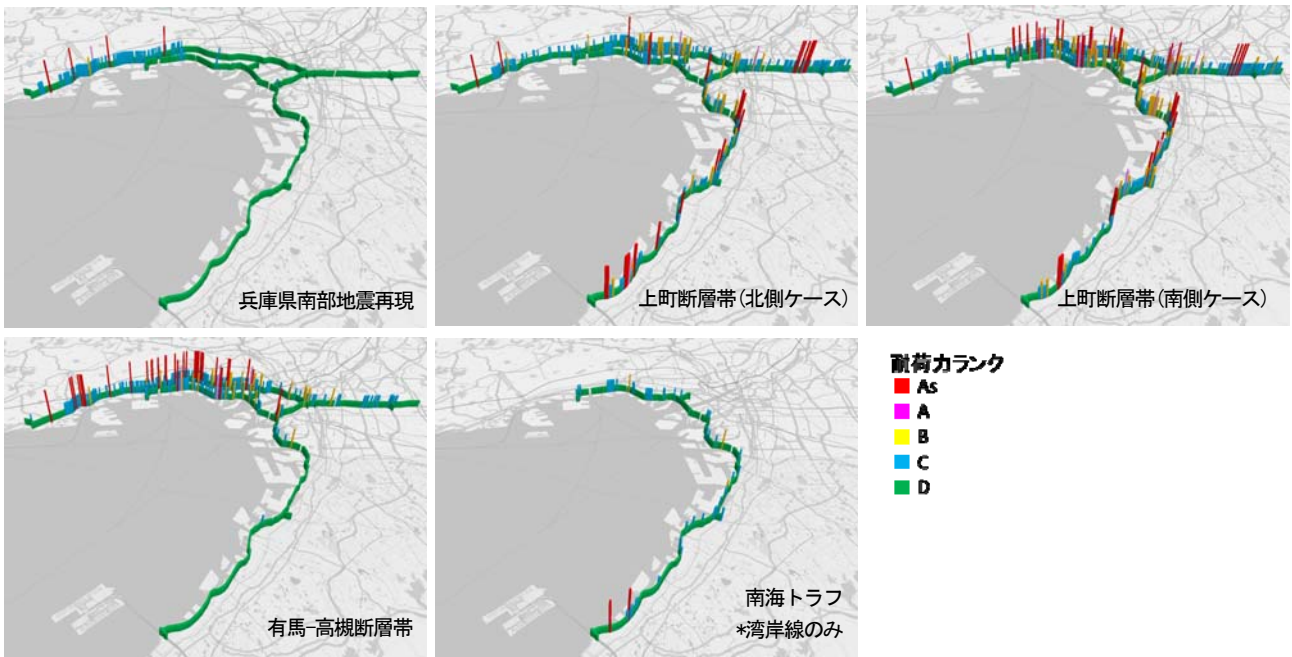 兵庫県南部地震再現
上町断層帯(北側ケース)
上町断層帯(南側ケース)
有馬-高槻断層帯
南海トラフ
*湾岸線のみ
耐荷力ランク
As
A
B
C
D